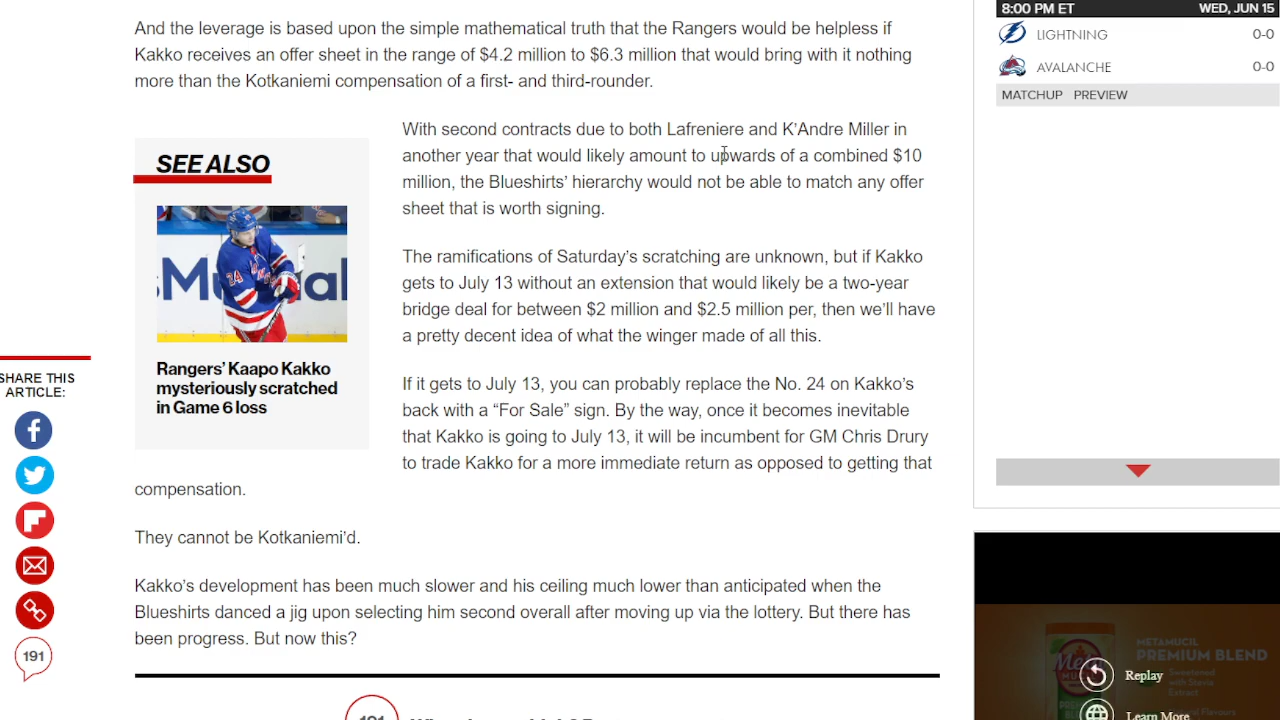 And the leverage is based upon the simple mathematical truth that the Rangers would be helpless if
Kakko receives an offer sheet in the range of $4.2 million to $6.3 million that would bring with it nothing
more than the Kotkaniemi compensation of a first- and third-rounder.
SEE ALSO
24
Rangers' Kaapo Kakko
mysteriously scratched
in Game 6 loss
With second contracts due to both Lafreniere and K'Andre Miller in
another year that would likely amount to upwards of a combined $10
million, the Blueshirts' hierarchy would not be able to match any offer
sheet that is worth signing.
The ramifications of Saturday's scratching are unknown, but if Kakko
gets to July 13 without an extension that would likely be a two-year
bridge deal for between $2 million and $2.5 million per, then we'll have
a pretty decent idea of what the winger made of all this.
If it gets to July 13, you can probably replace the No. 24 on Kakko's
back with a “For Sale” sign. By the way, once it becomes inevitable
that Kakko is going to July 13, it will be incumbent for GM Chris Drury
to trade Kakko for a more immediate return as opposed to getting that
compensation.
They cannot be Kotkaniemi'd.
Kakko's development has been much slower and his ceiling much lower than anticipated when the
Blueshirts danced a jig upon selecting him second overall after moving up via the lottery. But there has
been progress. But now this?
191
SHARE THIS
ARTICLE:
191
8:00 PM ET WED, JUN 15
LIGHTNING 0-0
AVALANCHE 0-0
MATCHUP PREVIEW
METAMUCIL
PREMIUM BLEND
Sweetened
with Stevia
Extract
Natural Flavours
Replay
Learn More